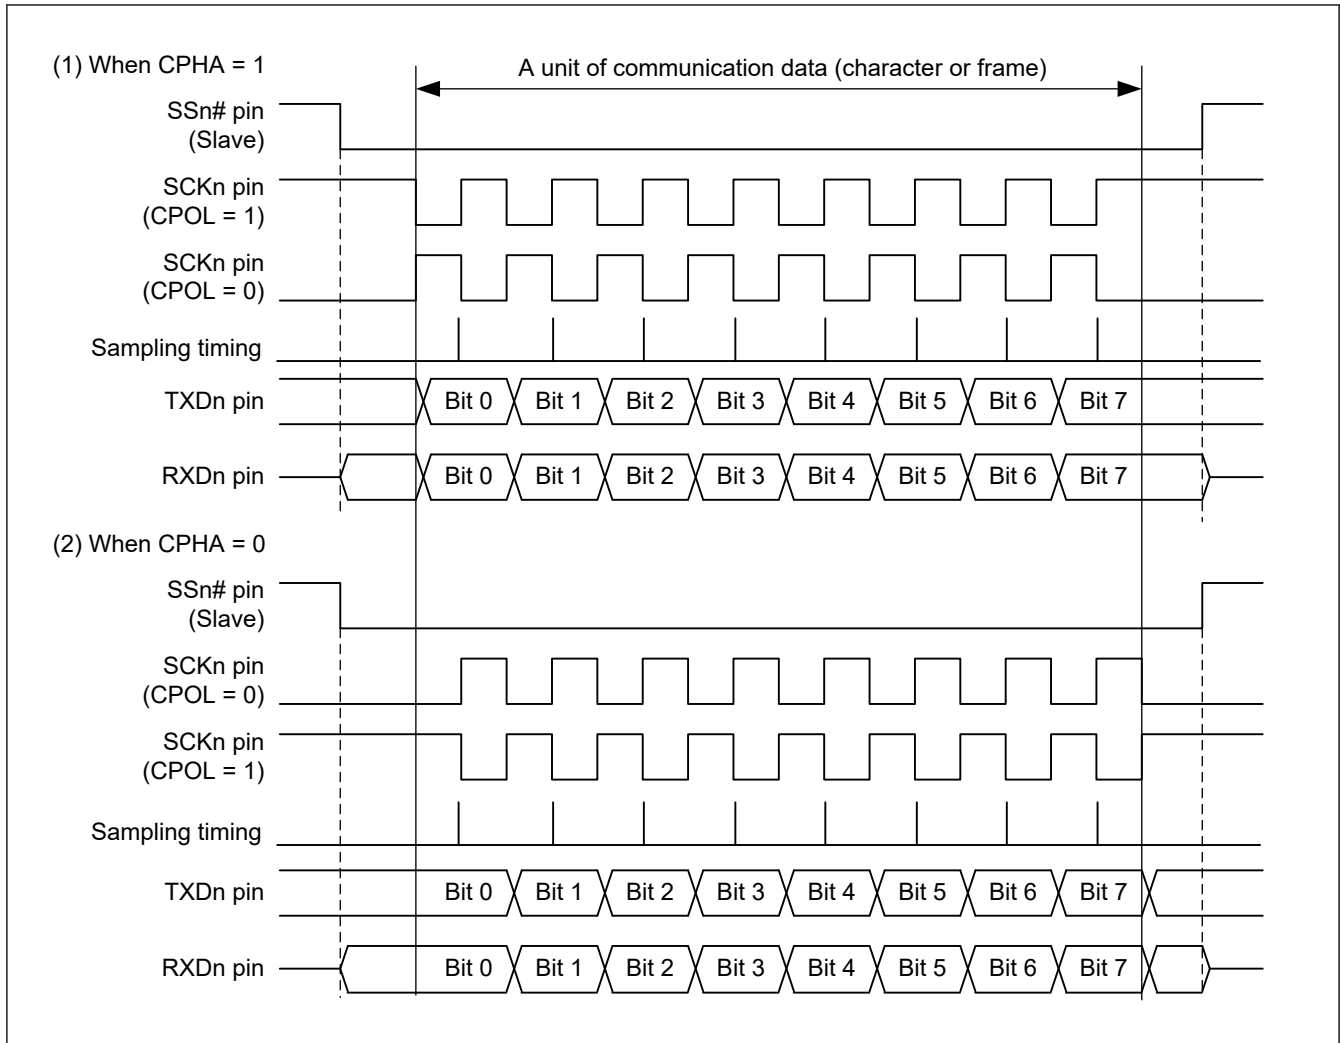 (1) When CPHA = 1
A unit of communication data (character or frame)
SSn# pin
(Slave)
SCKn pin
(CPOL = 1)
SCKn pin
(CPOL = 0)
Sampling timing
TXDn pin Bit 0 Bit 1 Bit 2 Bit 3 Bit 4 Bit 5 Bit 6 Bit 7
RXDn pin Bit 0 Bit 1 Bit 2 Bit 3 Bit 4 Bit 5 Bit 6 Bit 7
(2) When CPHA = 0
SSn# pin
(Slave)
SCKn pin
(CPOL = 0)
SCKn pin
(CPOL = 1)
Sampling timing
TXDn pin Bit 0 Bit 1 Bit 2 Bit 3 Bit 4 Bit 5 Bit 6 Bit 7
RXDn pin Bit 0 Bit 1 Bit 2 Bit 3 Bit 4 Bit 5 Bit 6 Bit 7